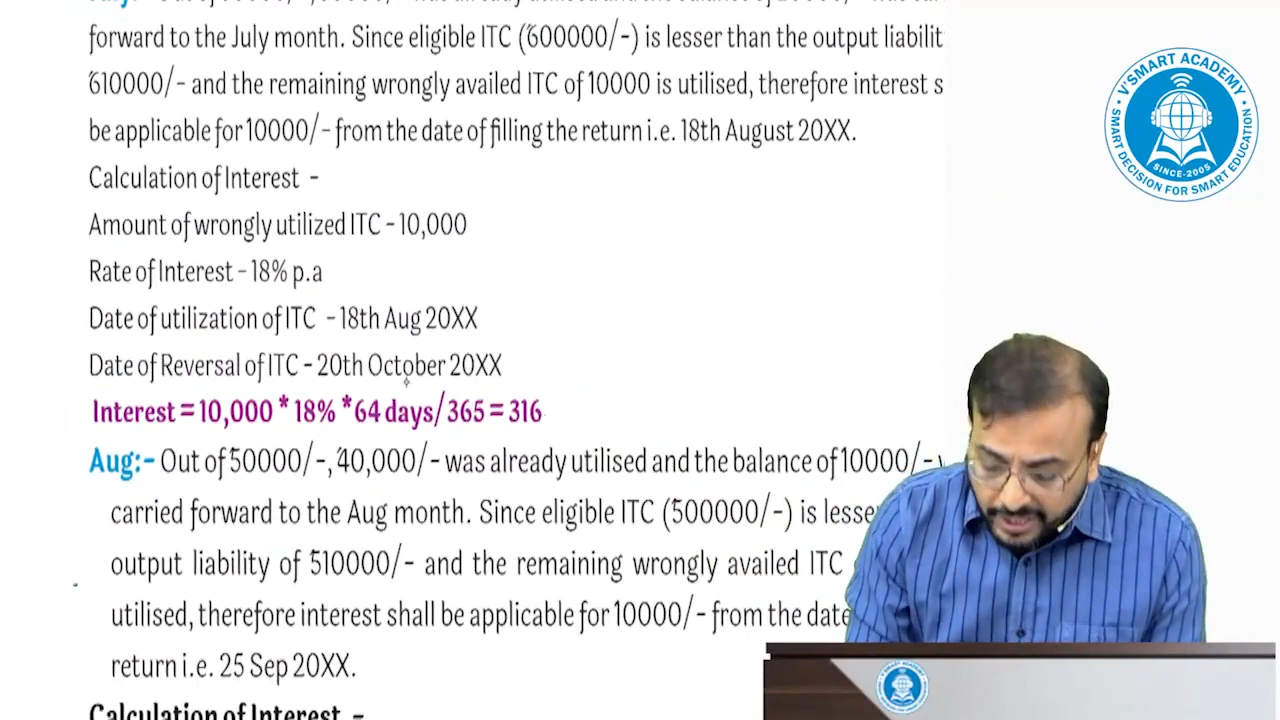 forward to the July month. Since eligible ITC (₹600000/-) is lesser than the output
₹610000/- and the remaining wrongly availed ITC of 10000 is utilised, therefore interest
be applicable for 10000/- from the date of filling the return i.e. 18th August 20XX.
Calculation of Interest -
Amount of wrongly utilized ITC - 10,000
Rate of Interest - 18% p.a
Date of utilization of ITC - 18th Aug 20XX
Date of Reversal of ITC - 20th October 20XX
Interest = 10,000 * 18% * 64 days/365 = 316
Aug:- Out of ₹50000/-, ₹40,000/- was already utilised and the balance of 10000/-
carried forward to the Aug month. Since eligible ITC (₹500000/-) is
output liability of ₹510000/- and the remaining wrongly availed ITC
utilised, therefore interest shall be applicable for 10000/- from the date
return i.e. 25 Sep 20XX.
Calculation of Interest -
V'SMART ACADEMY
SMART DECISION FOR SMART EDUCATION
SINCE-2005